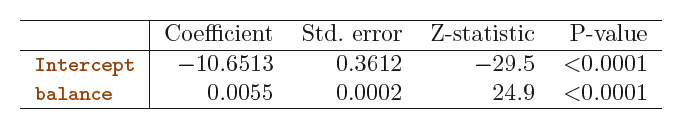 Coefficient Std. error Z-statistic P-value
Intercept −10.6513 0.3612 −29.5 <0.0001
balance 0.0055 0.0002 24.9 <0.0001